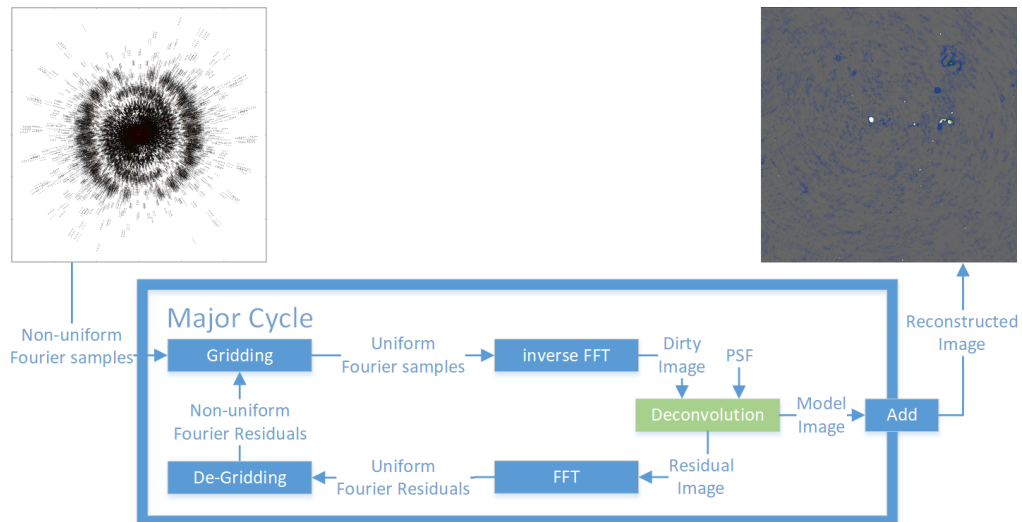 Major Cycle
Non-uniform
Fourier samples
Gridding
Uniform
Fourier samples
inverse FFT
Dirty
Image
PSF
Reconstructed
Image
Deconvolution
Model
Image
Add
Non-uniform
Fourier Residuals
De-Gridding
Uniform
Fourier Residuals
FFT
Residual
Image